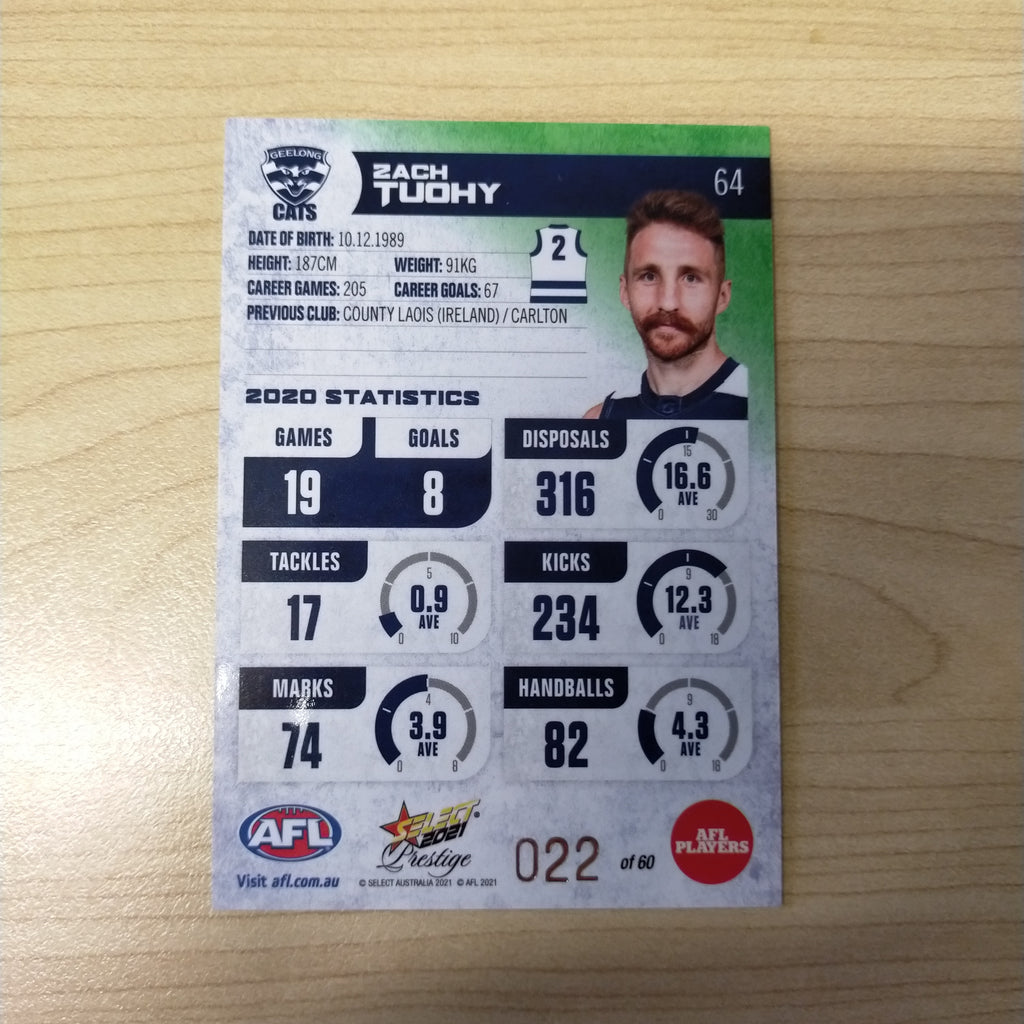 GEELONG
CATS
ZACH
TUOHY
64
DATE OF BIRTH: 10.12.1989
HEIGHT: 187CM WEIGHT: 91KG
CAREER GAMES: 205 CAREER GOALS: 67
PREVIOUS CLUB: COUNTY LAOIS (IRELAND) / CARLTON
2
2020 STATISTICS
GAMES GOALS
19 8
DISPOSALS
316
15
16.6
AVE
0 30
TACKLES
17
5
0.9
AVE
0 10
KICKS
234
9
12.3
AVE
0 18
MARKS
74
4
3.9
AVE
0 8
HANDBALLS
82
9
4.3
AVE
0 18
AFL
Visit afl.com.au
SELECT
2021
Prestige
© SELECT AUSTRALIA 2021 © AFL 2021
022 of 60
AFL
PLAYERS